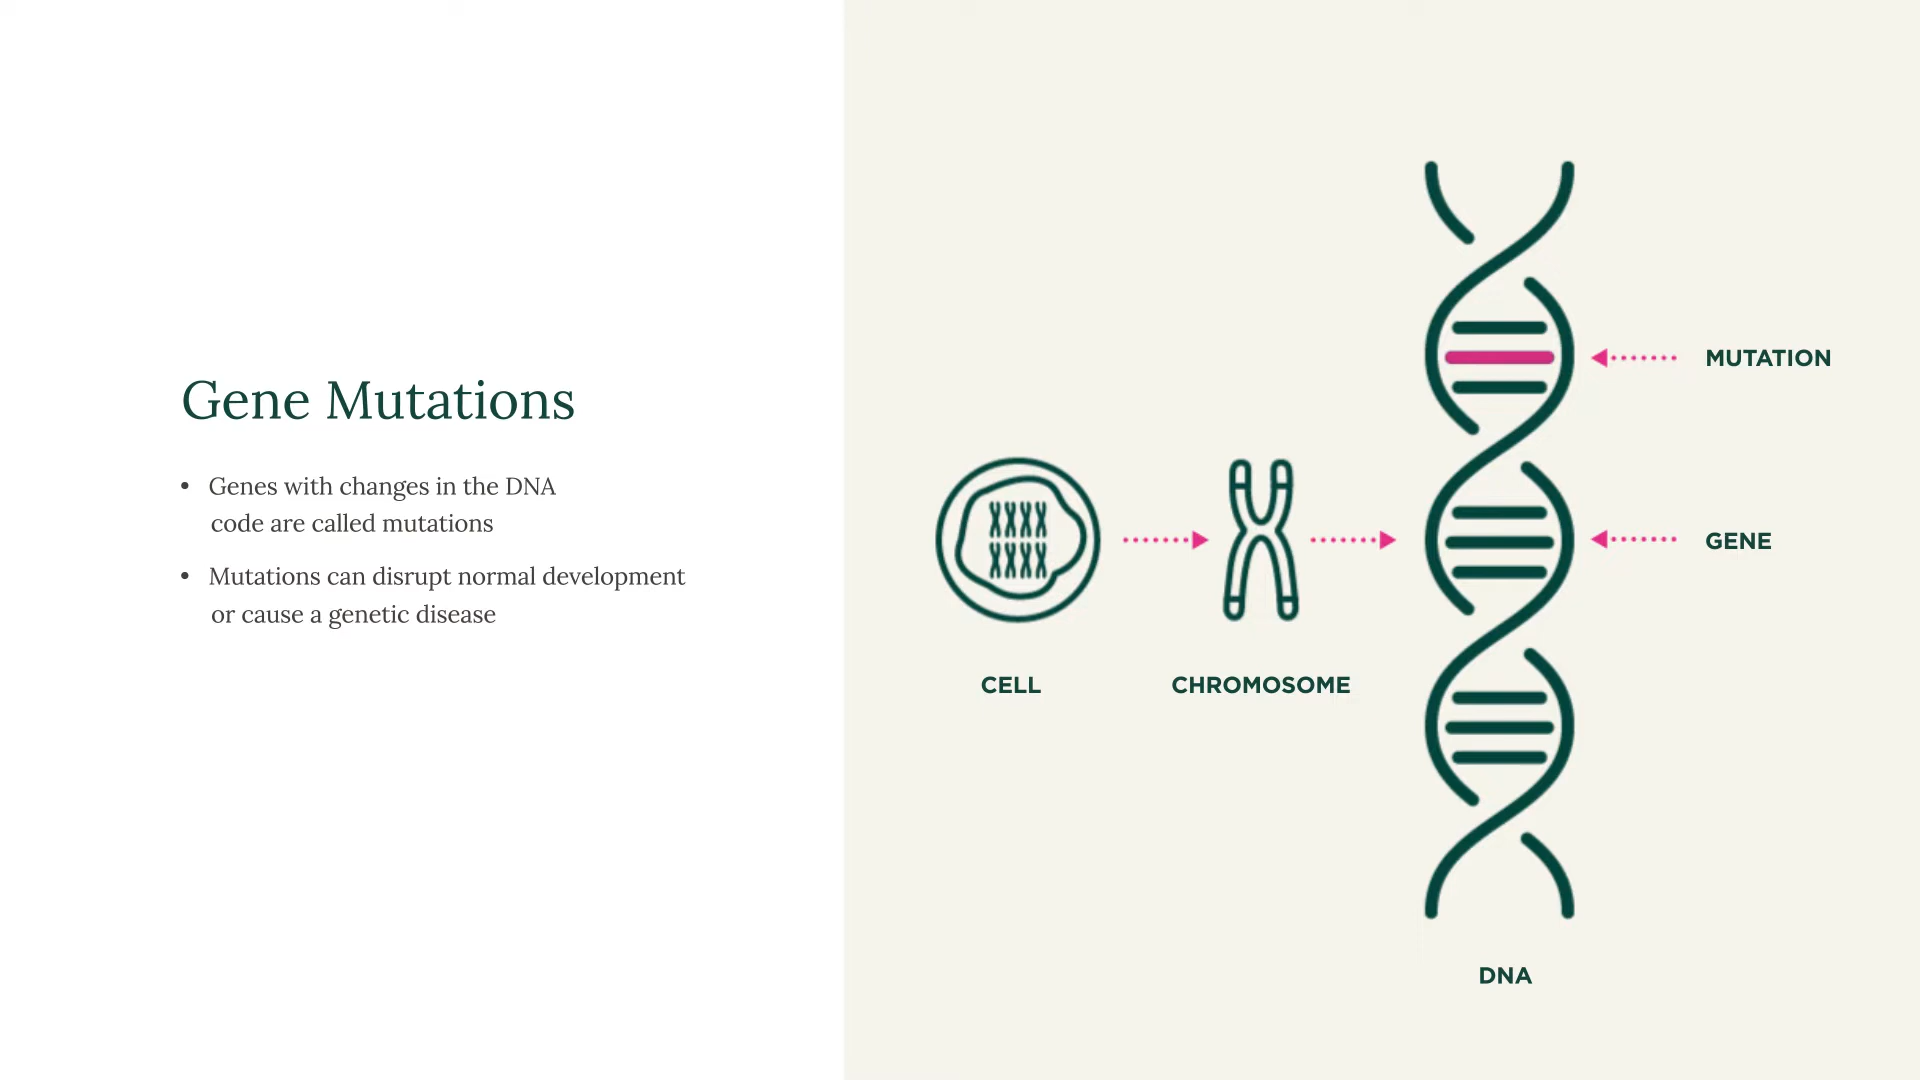 Gene Mutations
• Genes with changes in the DNA
code are called mutations
• Mutations can disrupt normal development
or cause a genetic disease
CELL
CHROMOSOME
MUTATION
GENE
DNA